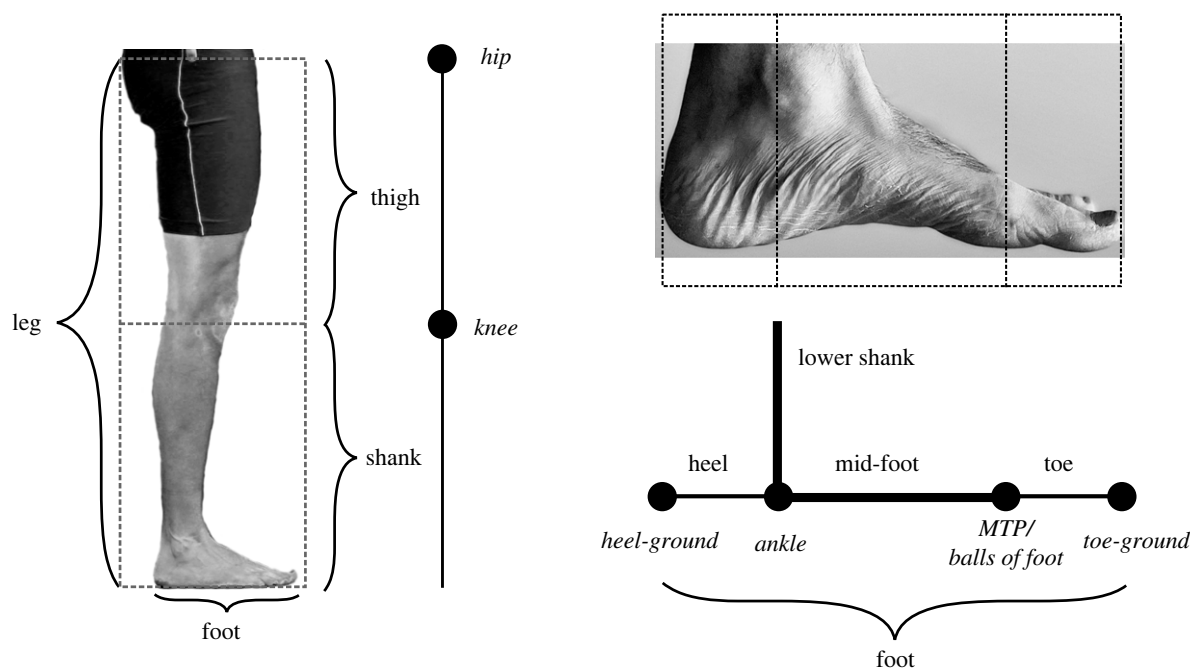 hip
thigh
leg
knee
shank
foot
lower shank
heel
mid-foot
toe
heel-ground
ankle
MTP/
balls of foot
toe-ground
foot